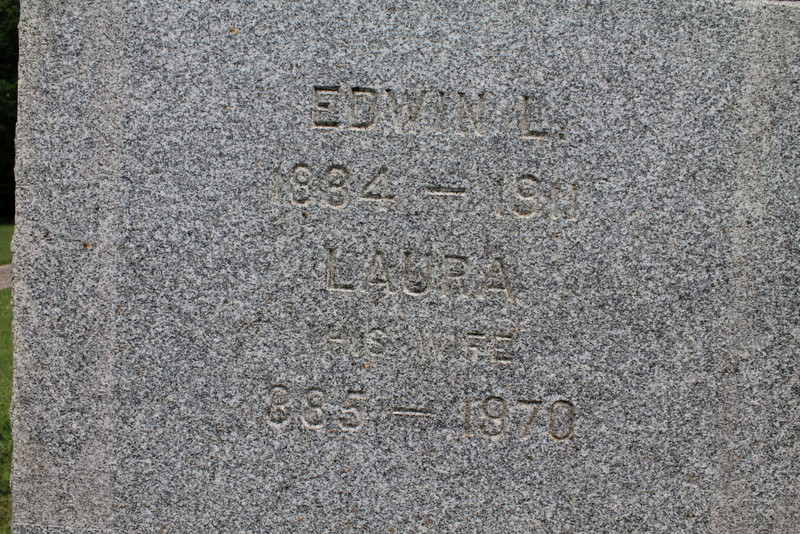 EDWIN L.
1884 — 1911
LAURA
HIS WIFE
1885 — 1970